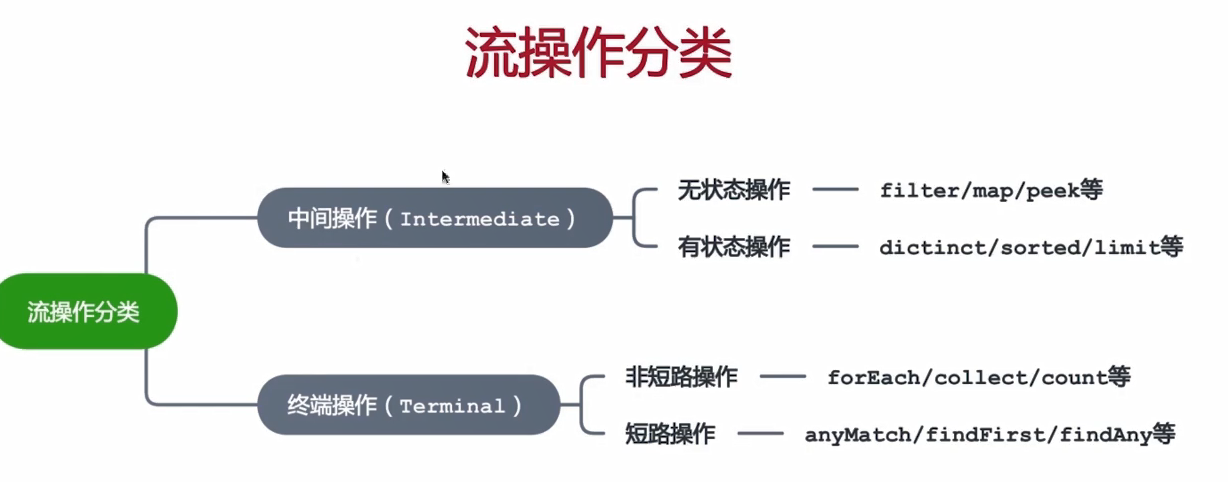 流操作分类
中间操作（Intermediate）
无状态操作
filter/map/peek等
有状态操作
dictinct/sorted/limit等
流操作分类
终端操作（Terminal）
非短路操作
forEach/collect/count等
短路操作
anyMatch/findFirst/findAny等